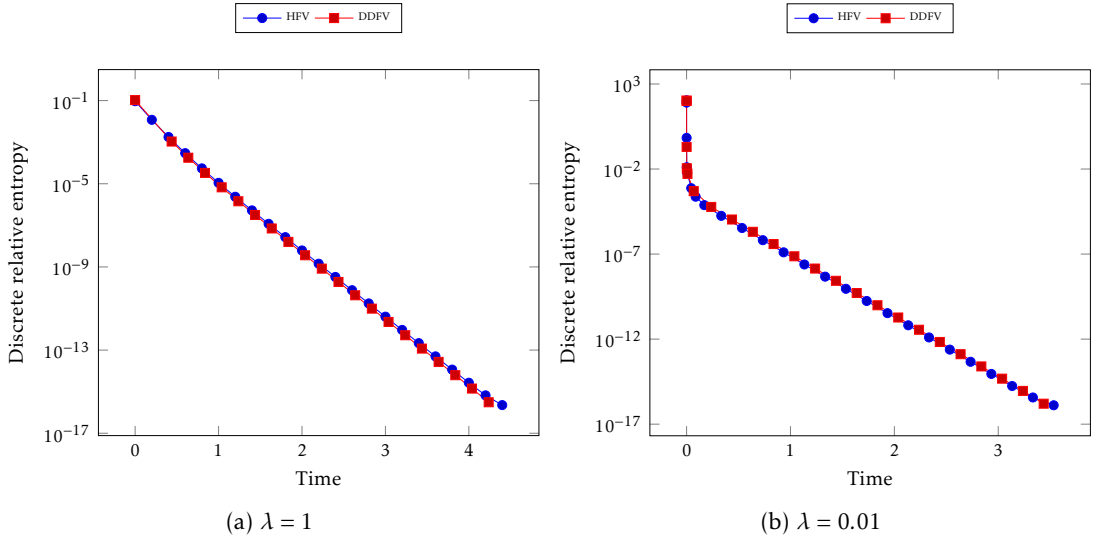 HFV DDFV
HFV DDFV
10^−1
10^−5
10^−9
10^−13
10^−17
0 1 2 3 4
Time
Discrete relative entropy
(a) λ = 1
10^3
10^−2
10^−7
10^−12
10^−17
0 1 2 3
Time
Discrete relative entropy
(b) λ = 0.01